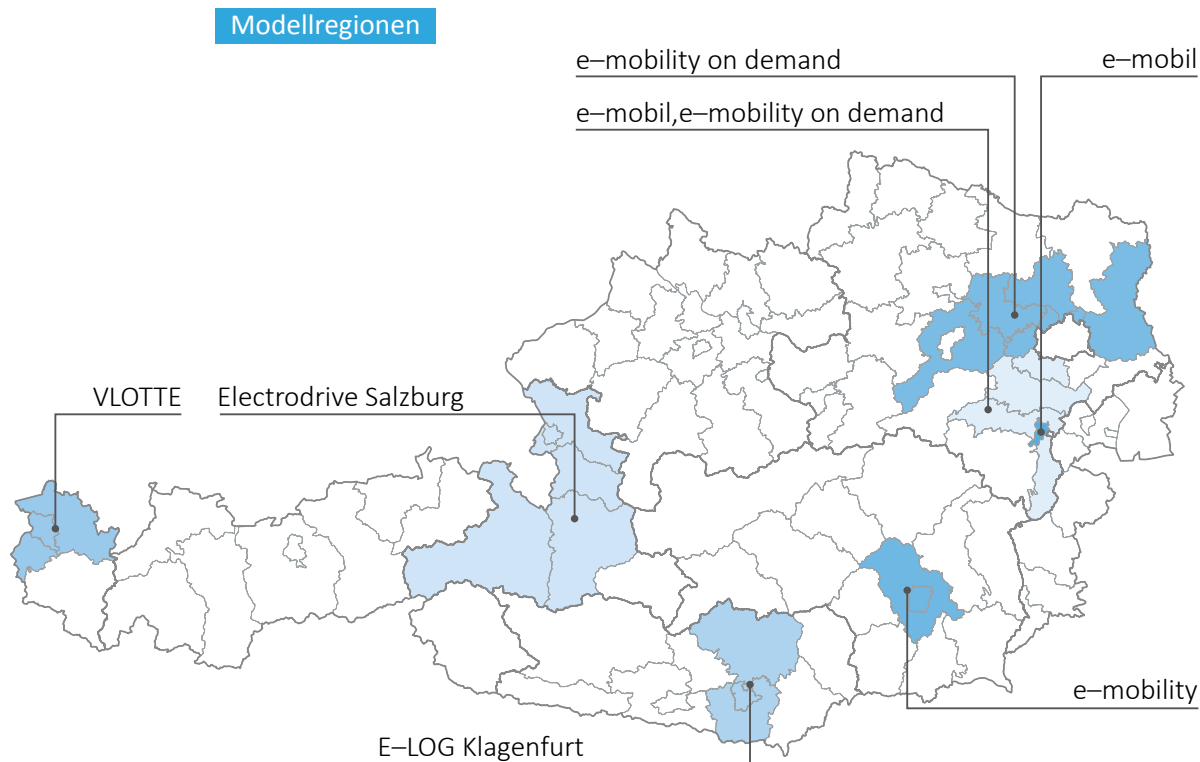 Modellregionen
e–mobility on demand
e–mobil
e–mobil,e–mobility on demand
VLOTTE
Electrodrive Salzburg
e–mobility
E–LOG Klagenfurt